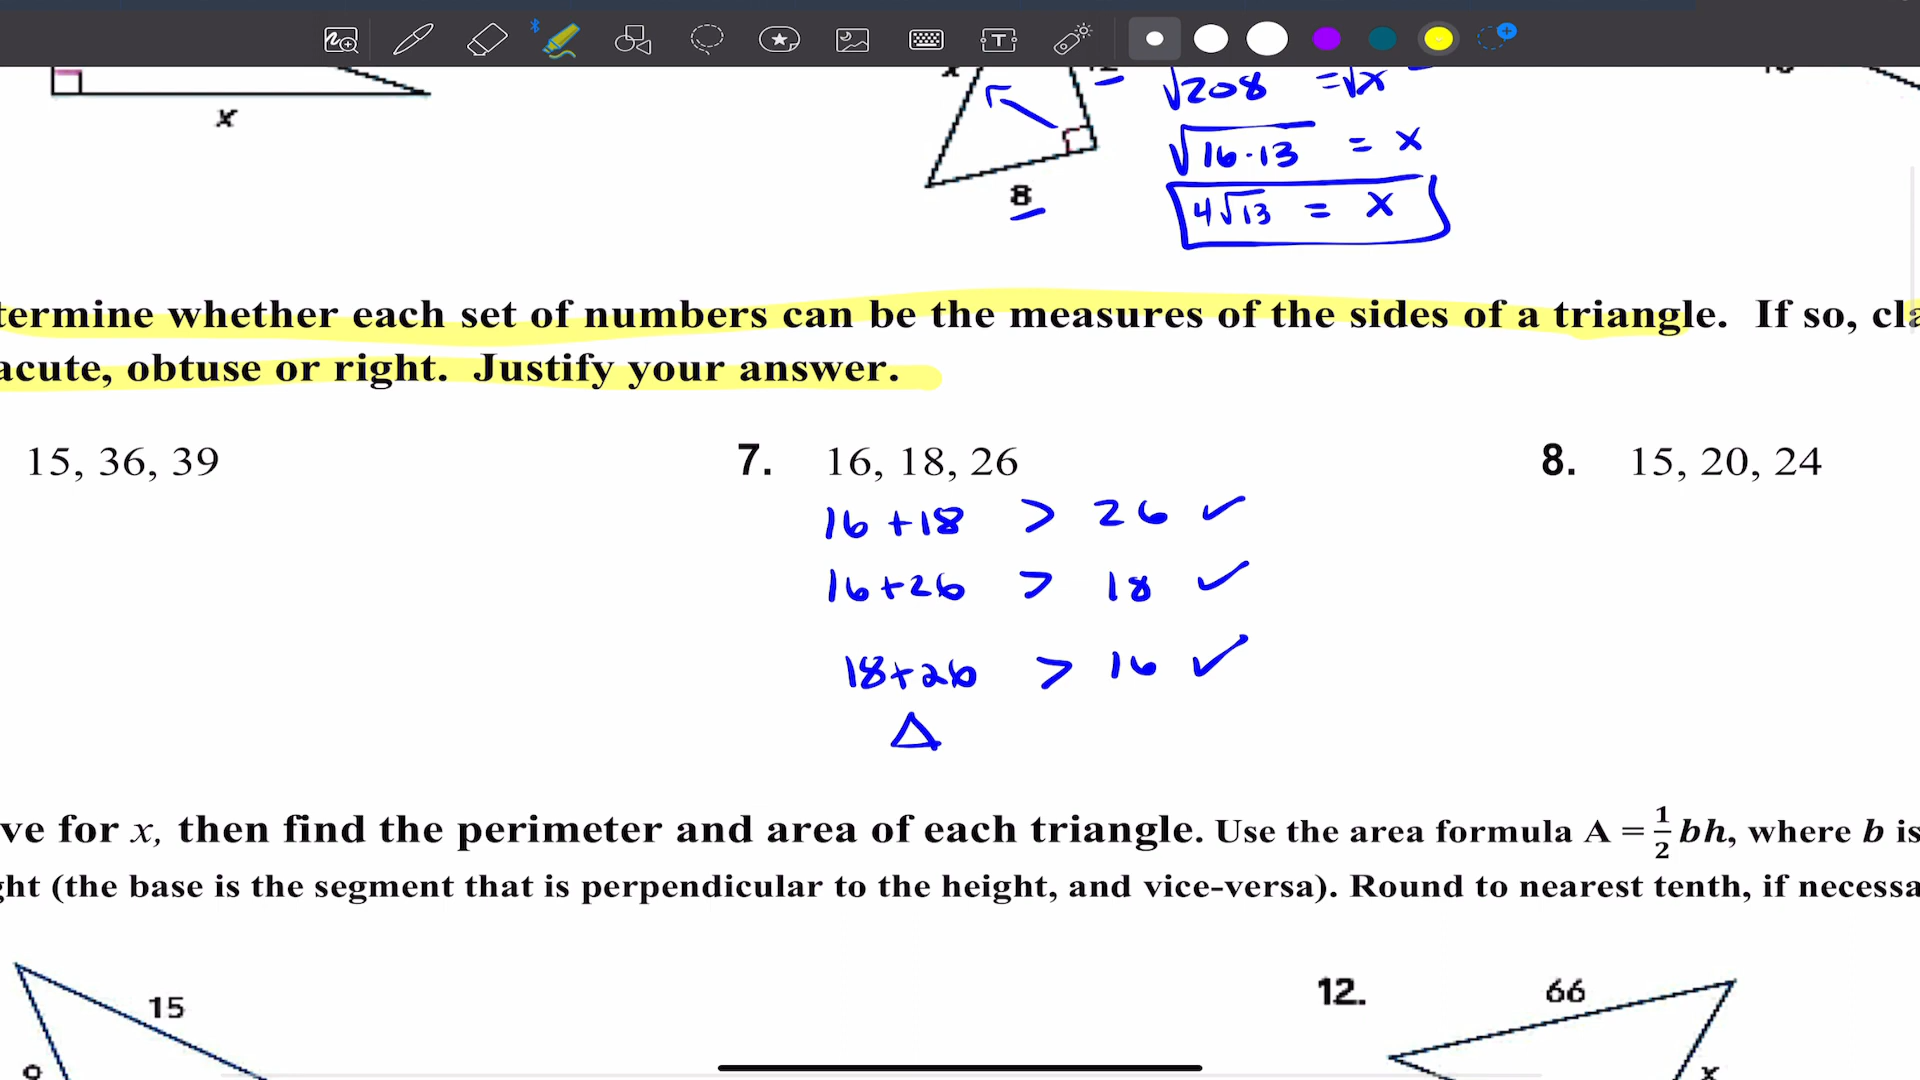 x
x
8
√208 = √x
√16·13 = x
4√13 = x
termine whether each set of numbers can be the measures of the sides of a triangle. If so, cla
acute, obtuse or right. Justify your answer.
15, 36, 39
7. 16, 18, 26
16+18 > 26 ✓
16+26 > 18 ✓
18+26 > 16 ✓
Δ
8. 15, 20, 24
ve for x, then find the perimeter and area of each triangle. Use the area formula A = 1/2 bh, where b is
ght (the base is the segment that is perpendicular to the height, and vice-versa). Round to nearest tenth, if necessa
15
12.
66
x